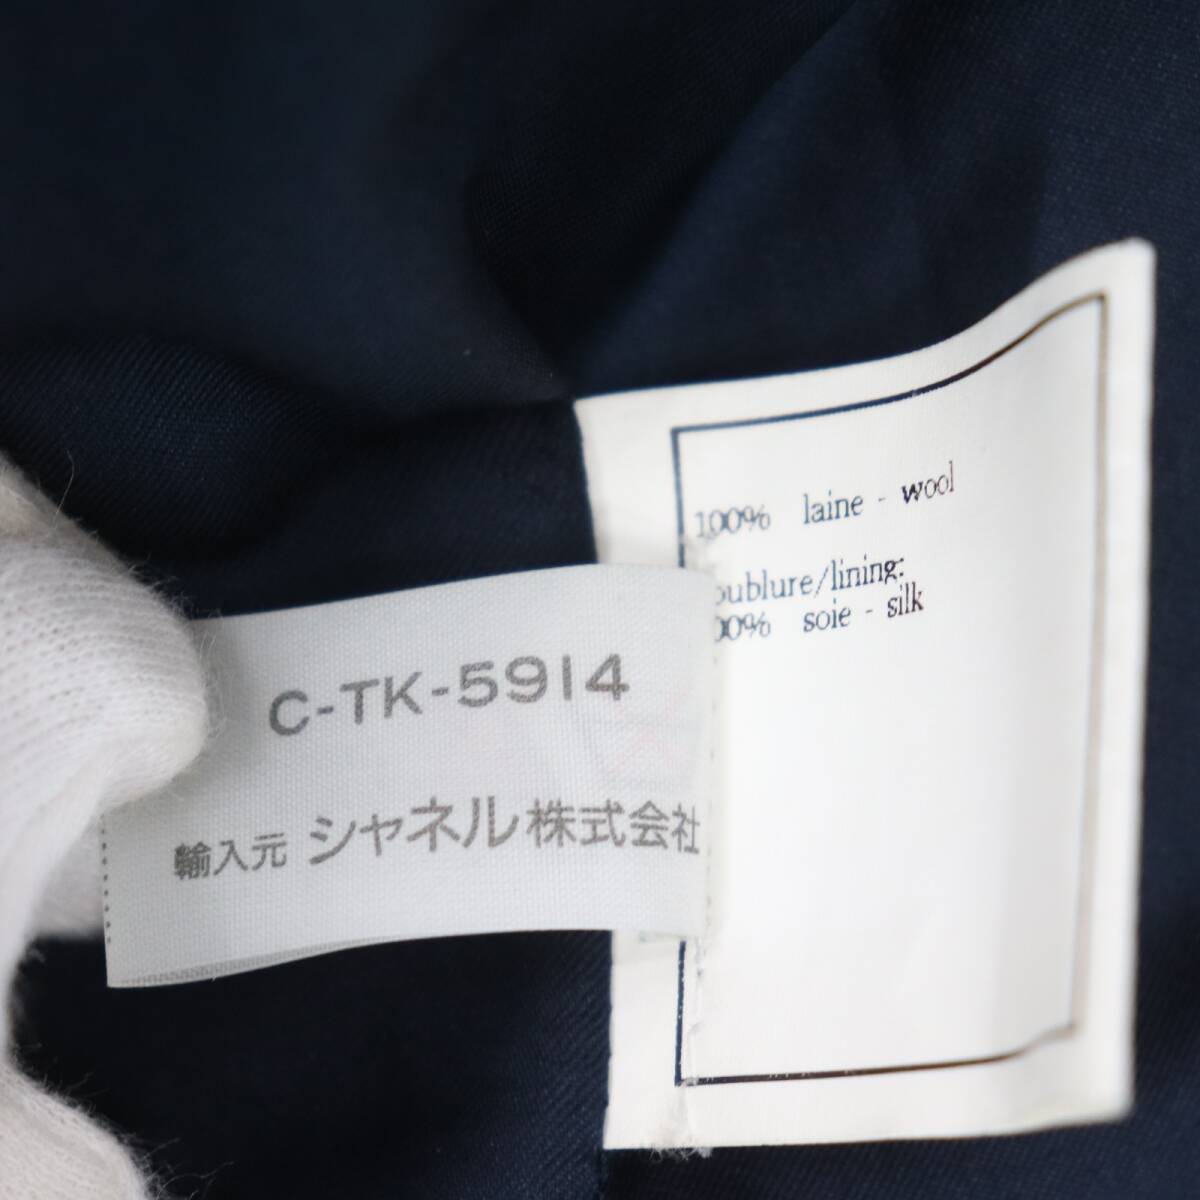 100% laine - wool
oublure/lining:
00% soie - silk
C-TK-5914
輸入元 シャネル株式会社